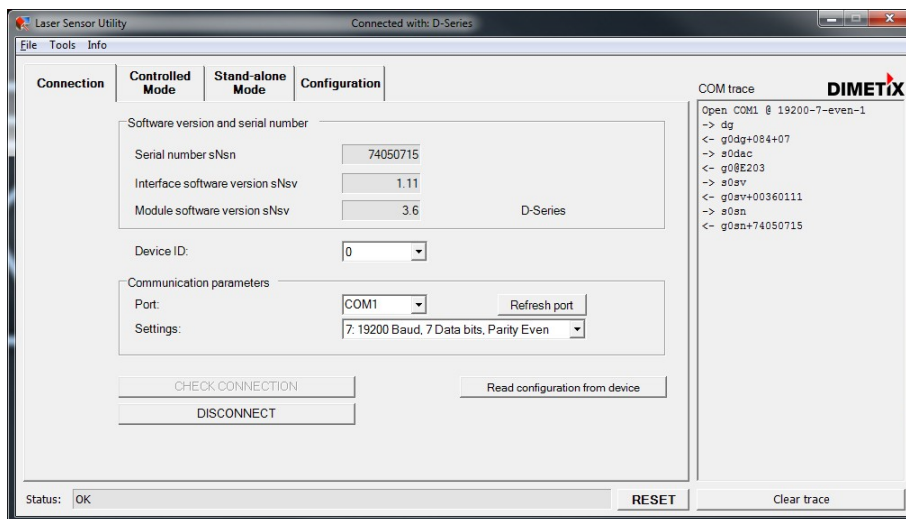 Laser Sensor Utility
Connected with: D-Series
File Tools Info
Connection
Controlled Mode
Stand-alone Mode
Configuration
Software version and serial number
Serial number sNsn 74050715
Interface software version sNsv 1.11
Module software version sNsv 3.6 D-Series
Device ID: 0
Communication parameters
Port: COM1 Refresh port
Settings: 7: 19200 Baud, 7 Data bits, Parity Even
CHECK CONNECTION Read configuration from device
DISCONNECT
COM trace DIMETIX
Open COM1 @ 19200-7-even-1
-> dg
<- g0dg+084+07
-> s0dac
<- g0@E203
-> s0sv
<- g0sv+00360111
-> s0sn
<- g0sn+74050715
Status: OK RESET Clear trace